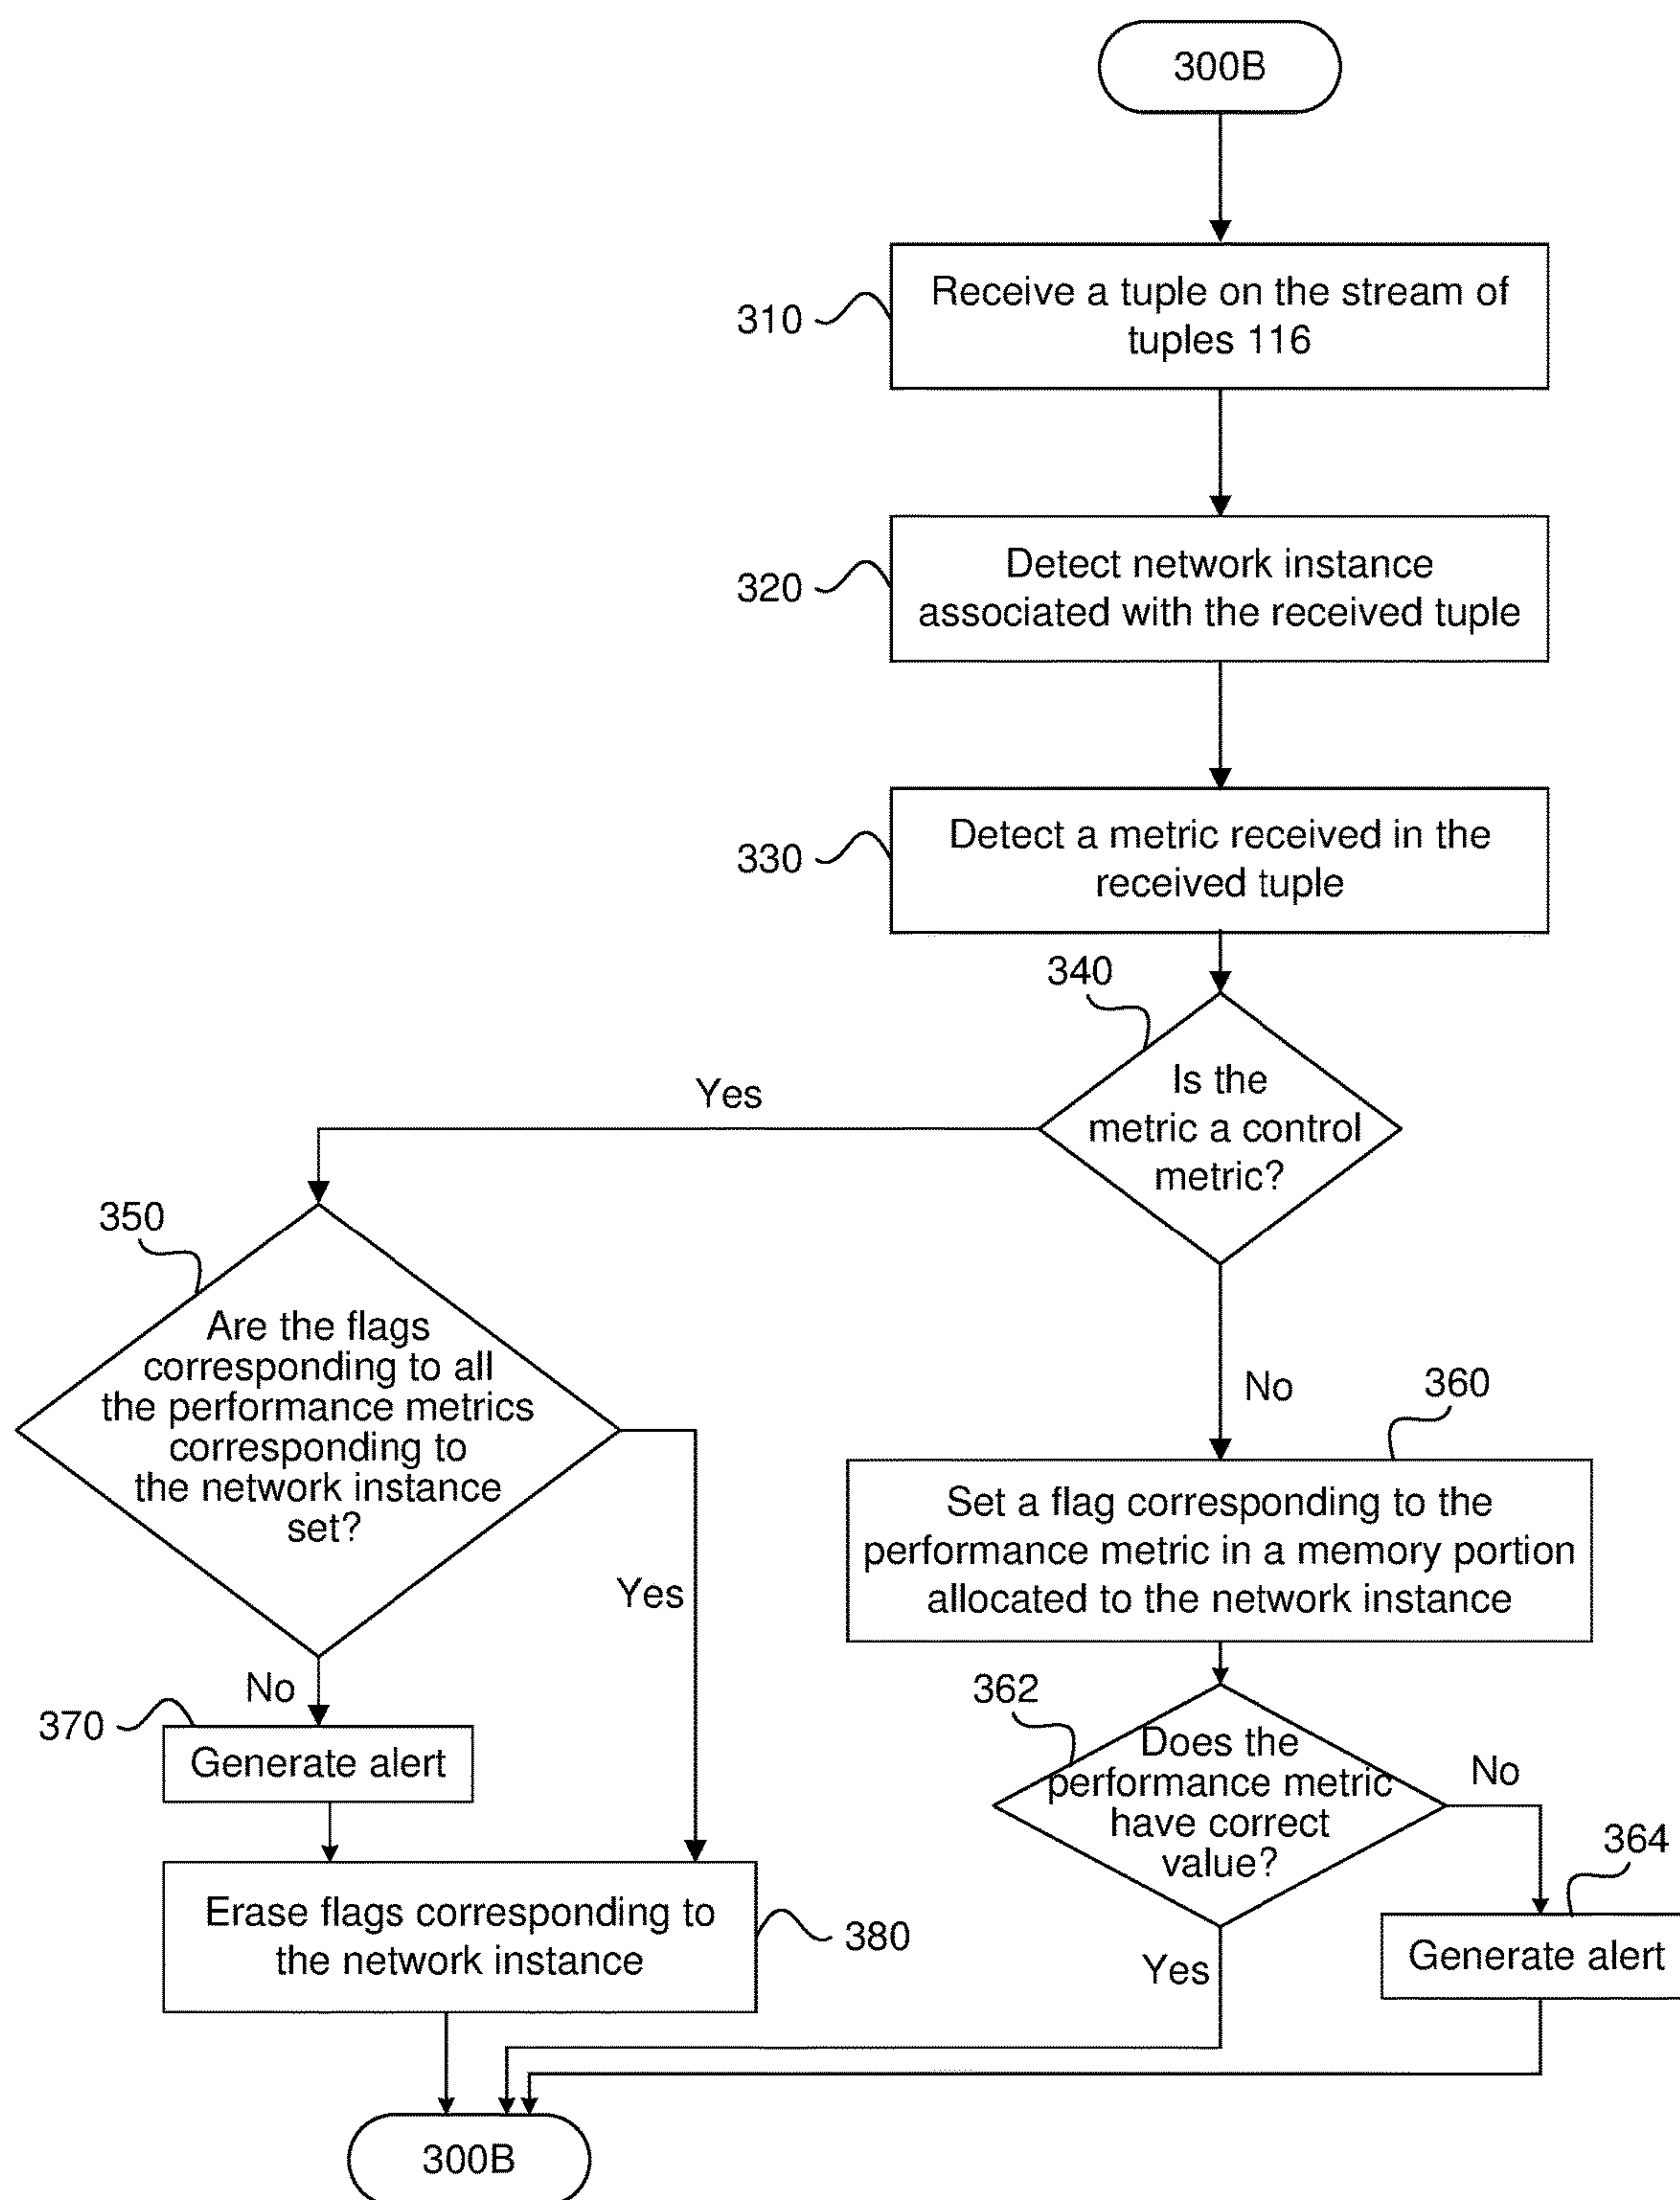 300B
310
Receive a tuple on the stream of
tuples 116
320
Detect network instance
associated with the received tuple
330
Detect a metric received in the
received tuple
340
Is the
metric a control
metric?
Yes
350
Are the flags
corresponding to all
the performance metrics
corresponding to
the network instance
set?
No
360
Set a flag corresponding to the
performance metric in a memory portion
allocated to the network instance
Yes
No
370
Generate alert
362
Does the
performance metric
have correct
value?
No
364
Generate alert
Erase flags corresponding to
the network instance
380
Yes
300B